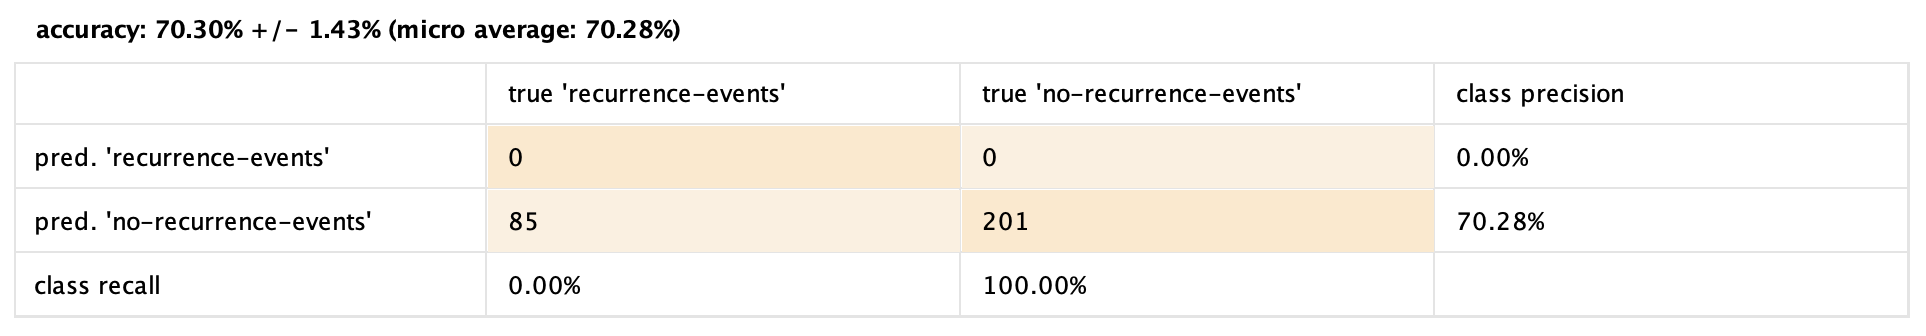 accuracy: 70.30% +/- 1.43% (micro average: 70.28%)
true 'recurrence-events' true 'no-recurrence-events' class precision
pred. 'recurrence-events' 0 0 0.00%
pred. 'no-recurrence-events' 85 201 70.28%
class recall 0.00% 100.00%